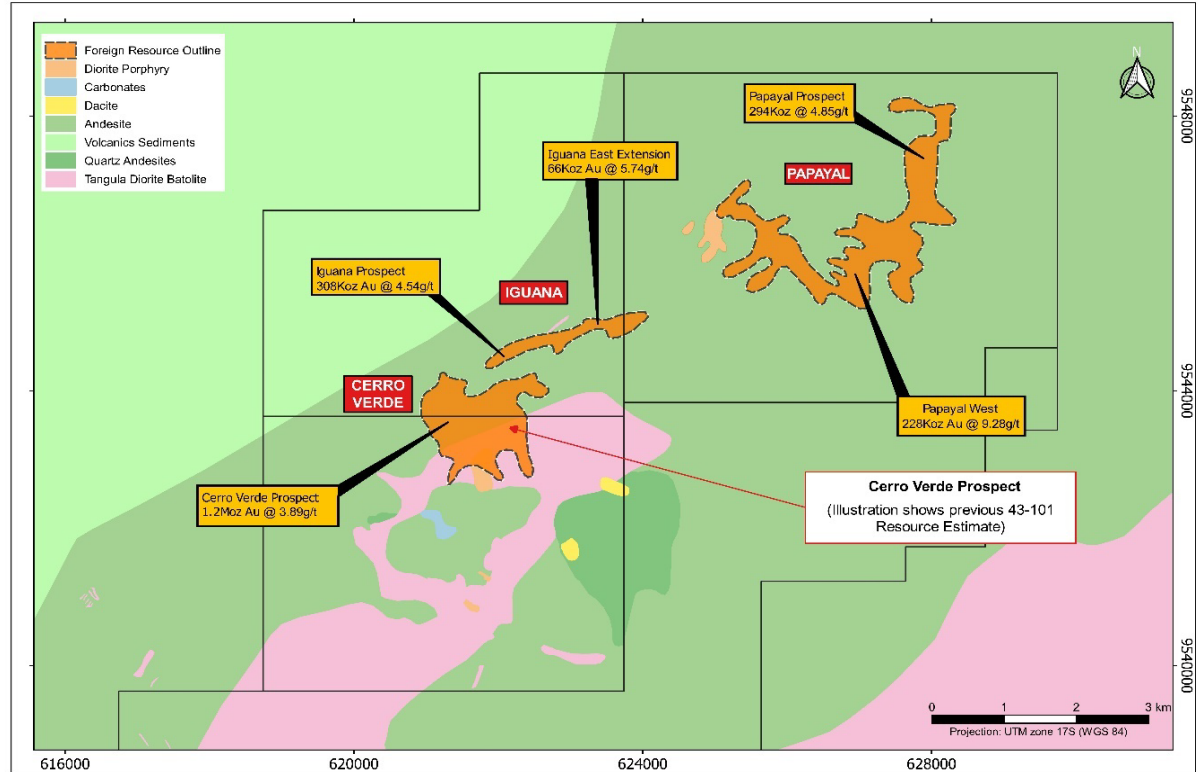 Foreign Resource Outline
Diorite Porphyry
Carbonates
Dacite
Andesite
Volcanics Sediments
Quartz Andesites
Tangula Diorite Batolite
N
Papayal Prospect
294Koz @ 4.85g/t
9548000
Iguana East Extension
66Koz Au @ 5.74g/t
PAPAYAL
Iguana Prospect
308Koz Au @ 4.54g/t
IGUANA
CERRO
VERDE
9544000
Papayal West
228Koz Au @ 9.28g/t
Cerro Verde Prospect
1.2Moz Au @ 3.89g/t
Cerro Verde Prospect
(Illustration shows previous 43-101
Resource Estimate)
9540000
0 1 2 3 km
Projection: UTM zone 17S (WGS 84)
616000 620000 624000 628000